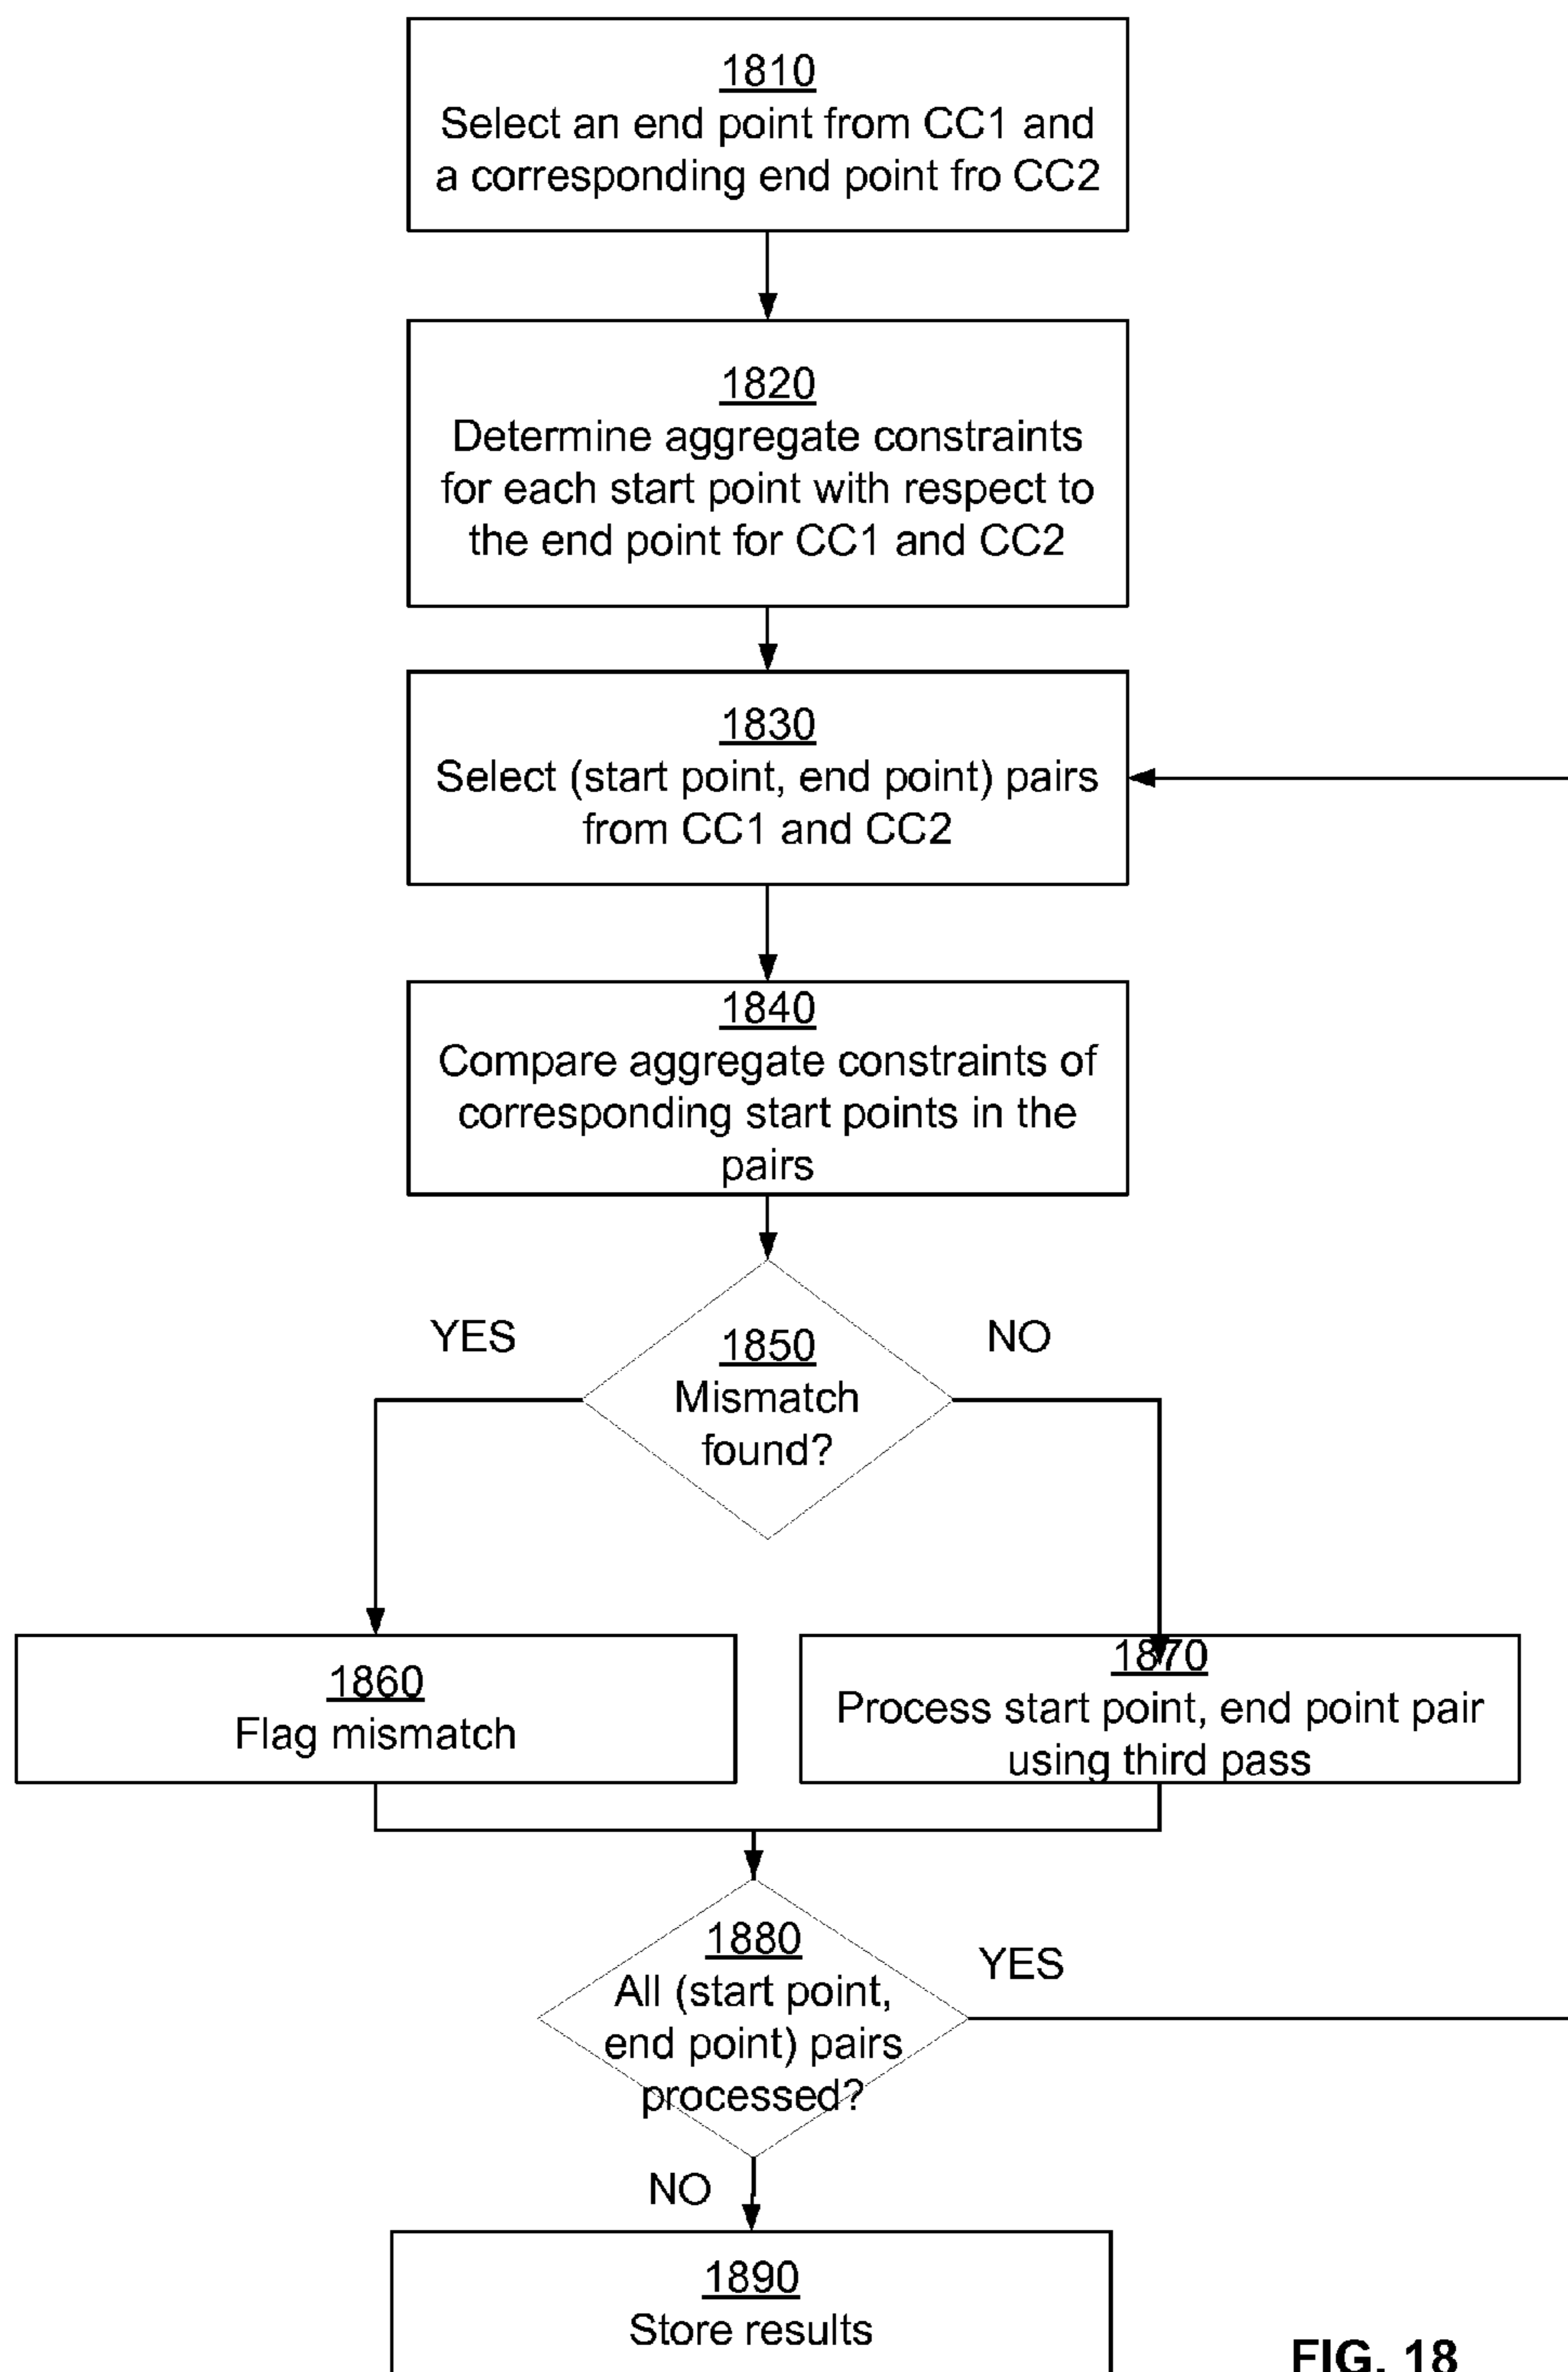 1810
Select an end point from CC1 and
a corresponding end point fro CC2
1820
Determine aggregate constraints
for each start point with respect to
the end point for CC1 and CC2
1830
Select (start point, end point) pairs
from CC1 and CC2
1840
Compare aggregate constraints of
corresponding start points in the
pairs
YES
NO
1850
Mismatch
found?
1860
Flag mismatch
1870
Process start point, end point pair
using third pass
1880
All (start point,
end point) pairs
processed?
YES
NO
1890
Store results
FIG. 18